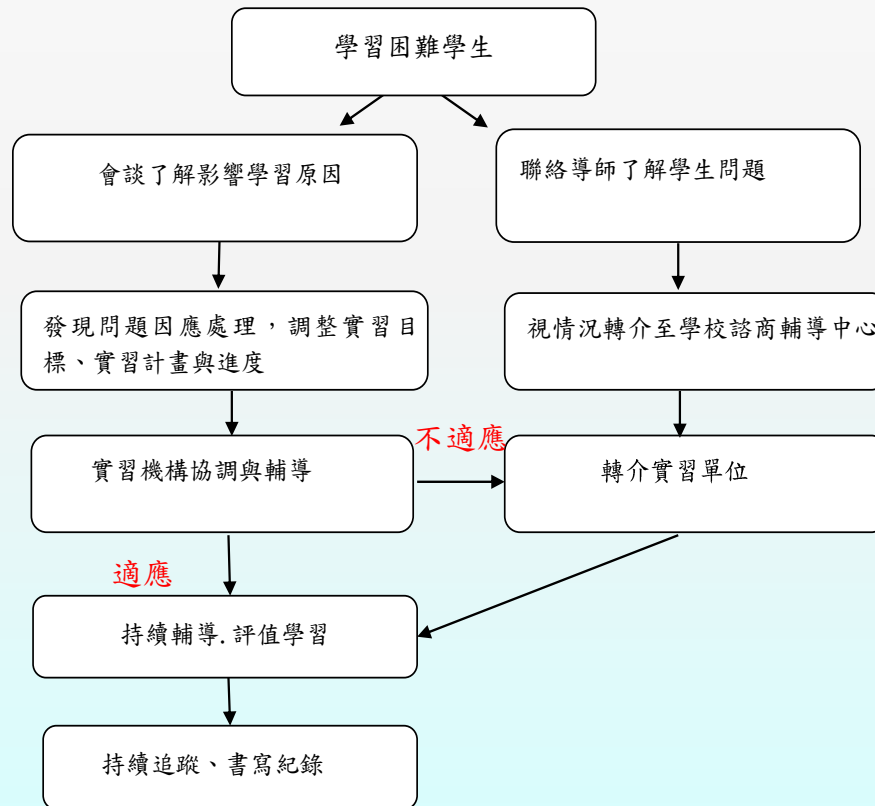 學習困難學生
會談了解影響學習原因
聯絡導師了解學生問題
發現問題因應處理，調整實習目
標、實習計畫與進度
視情況轉介至學校諮商輔導中心
不適應
實習機構協調與輔導
轉介實習單位
適應
持續輔導.評值學習
持續追蹤、書寫紀錄